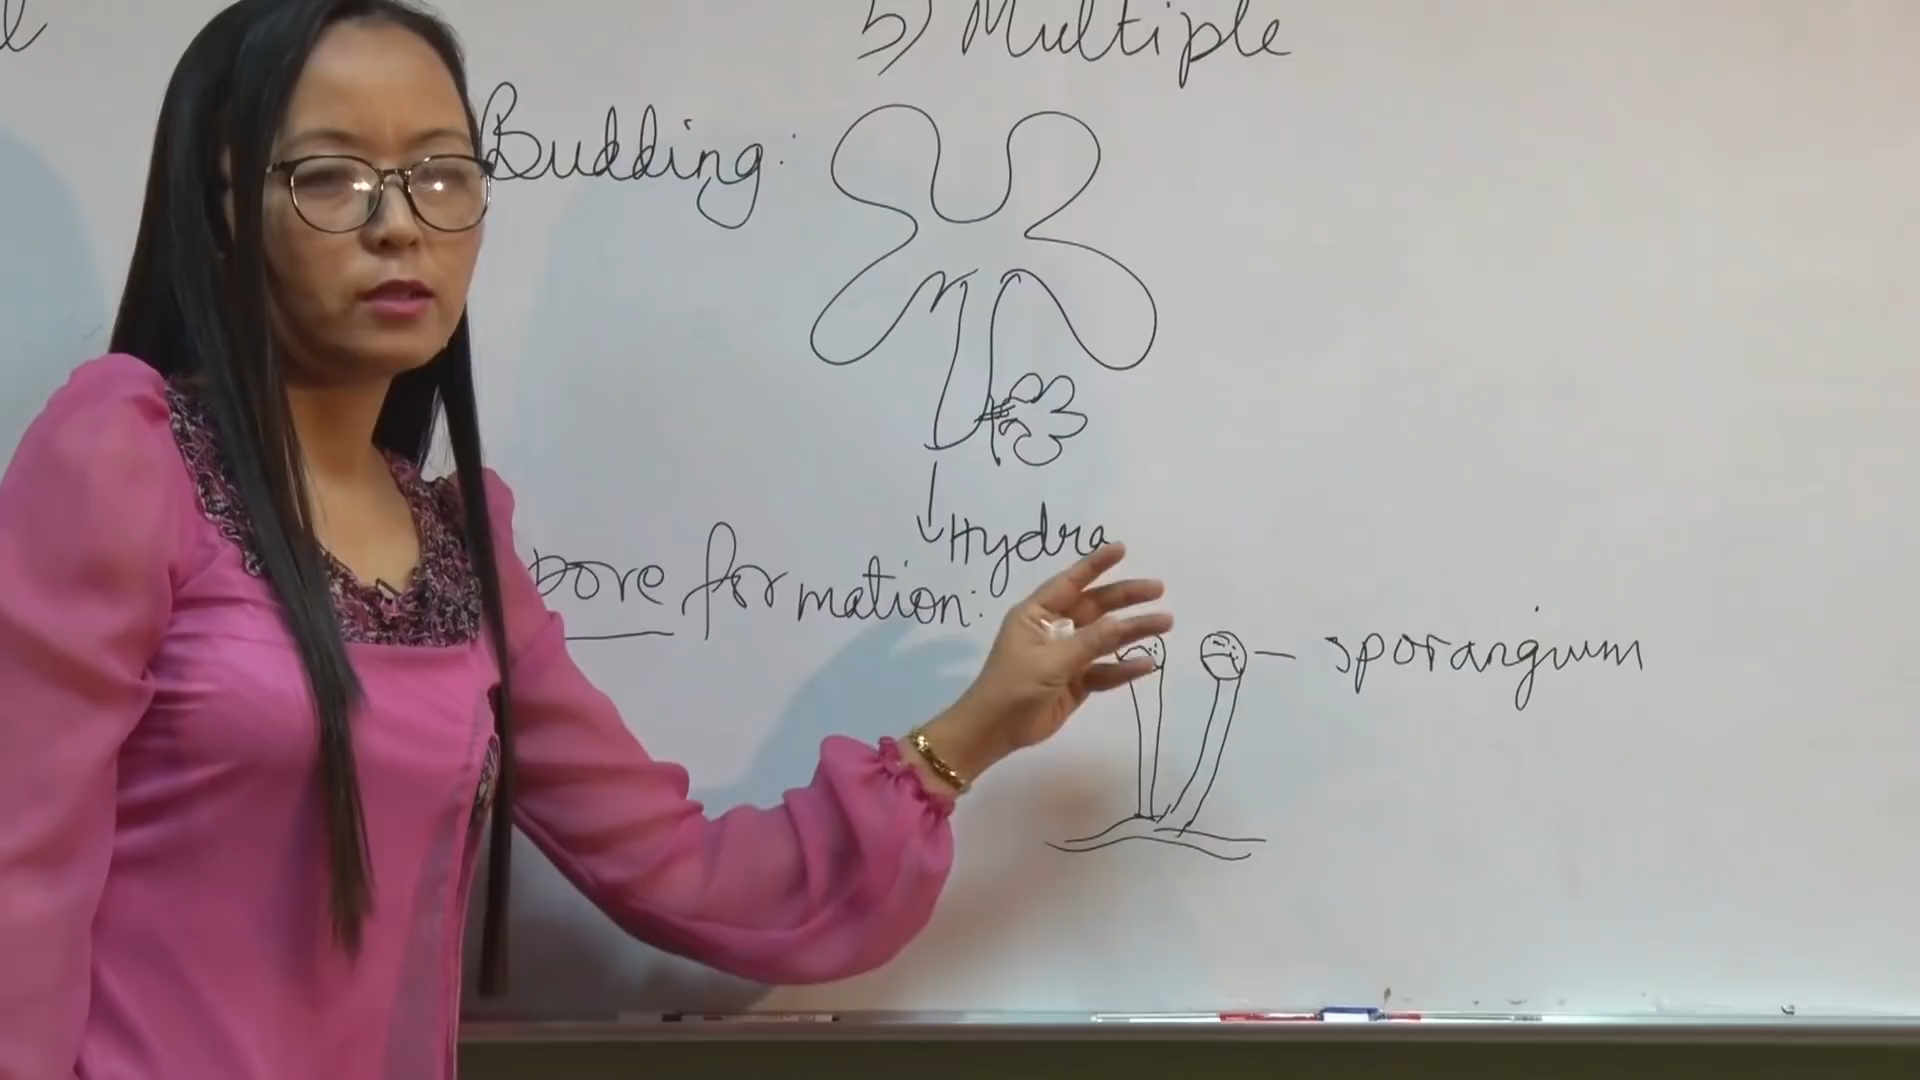 5) Multiple
Budding:
Hydra
pore formation:
sporangium